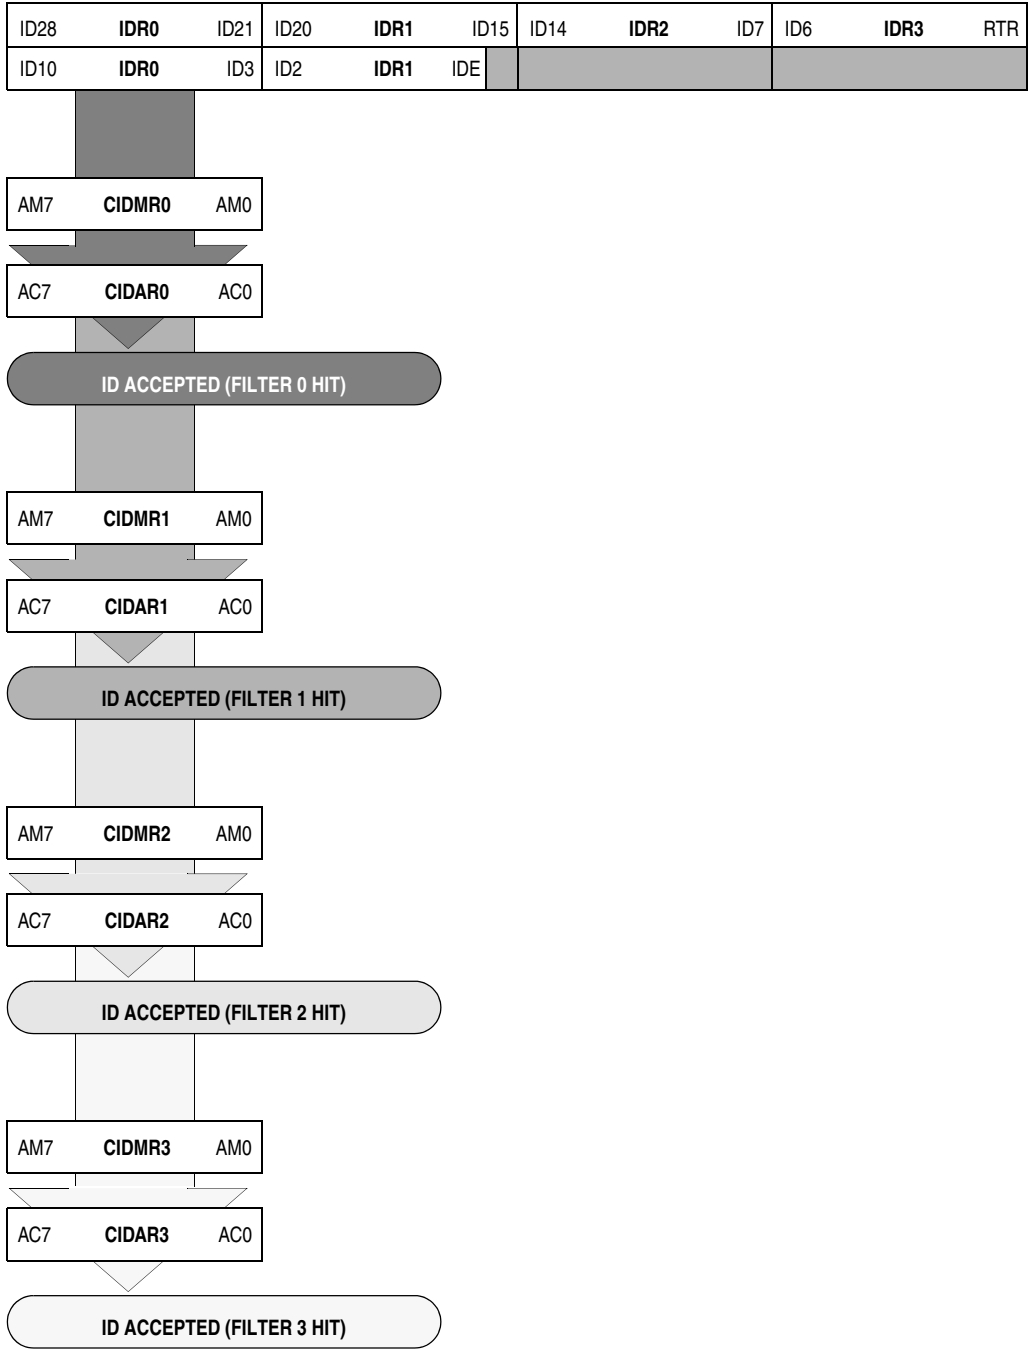 ID28 IDR0 ID21 ID20 IDR1 ID15 ID14 IDR2 ID7 ID6 IDR3 RTR
ID10 IDR0 ID3 ID2 IDR1 IDE
AM7 CIDMR0 AM0
AC7 CIDAR0 AC0
ID ACCEPTED (FILTER 0 HIT)
AM7 CIDMR1 AM0
AC7 CIDAR1 AC0
ID ACCEPTED (FILTER 1 HIT)
AM7 CIDMR2 AM0
AC7 CIDAR2 AC0
ID ACCEPTED (FILTER 2 HIT)
AM7 CIDMR3 AM0
AC7 CIDAR3 AC0
ID ACCEPTED (FILTER 3 HIT)